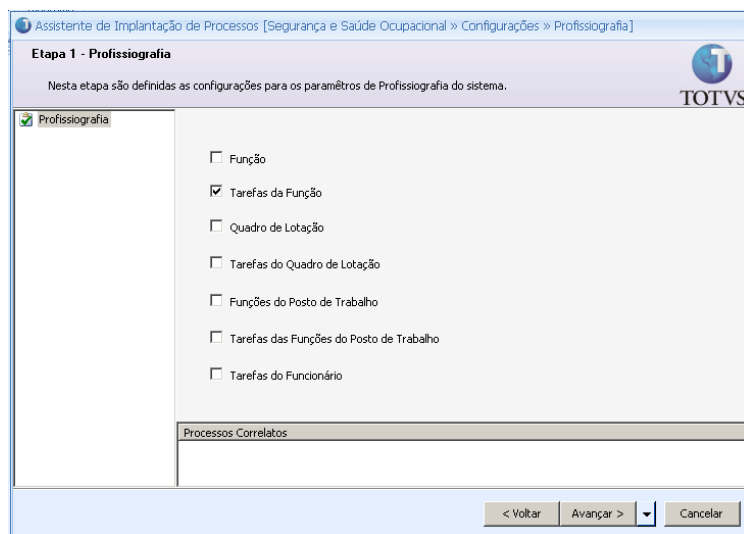 Assistente de Implantação de Processos [Segurança e Saúde Ocupacional » Configurações » Profissiografia]
Etapa 1 - Profissiografia
Nesta etapa são definidas as configurações para os paramêtros de Profissiografia do sistema.
TOTVS
Profissiografia
Função
Tarefas da Função
Quadro de Lotação
Tarefas do Quadro de Lotação
Funções do Posto de Trabalho
Tarefas das Funções do Posto de Trabalho
Tarefas do Funcionário
Processos Correlatos
< Voltar Avançar > Cancelar